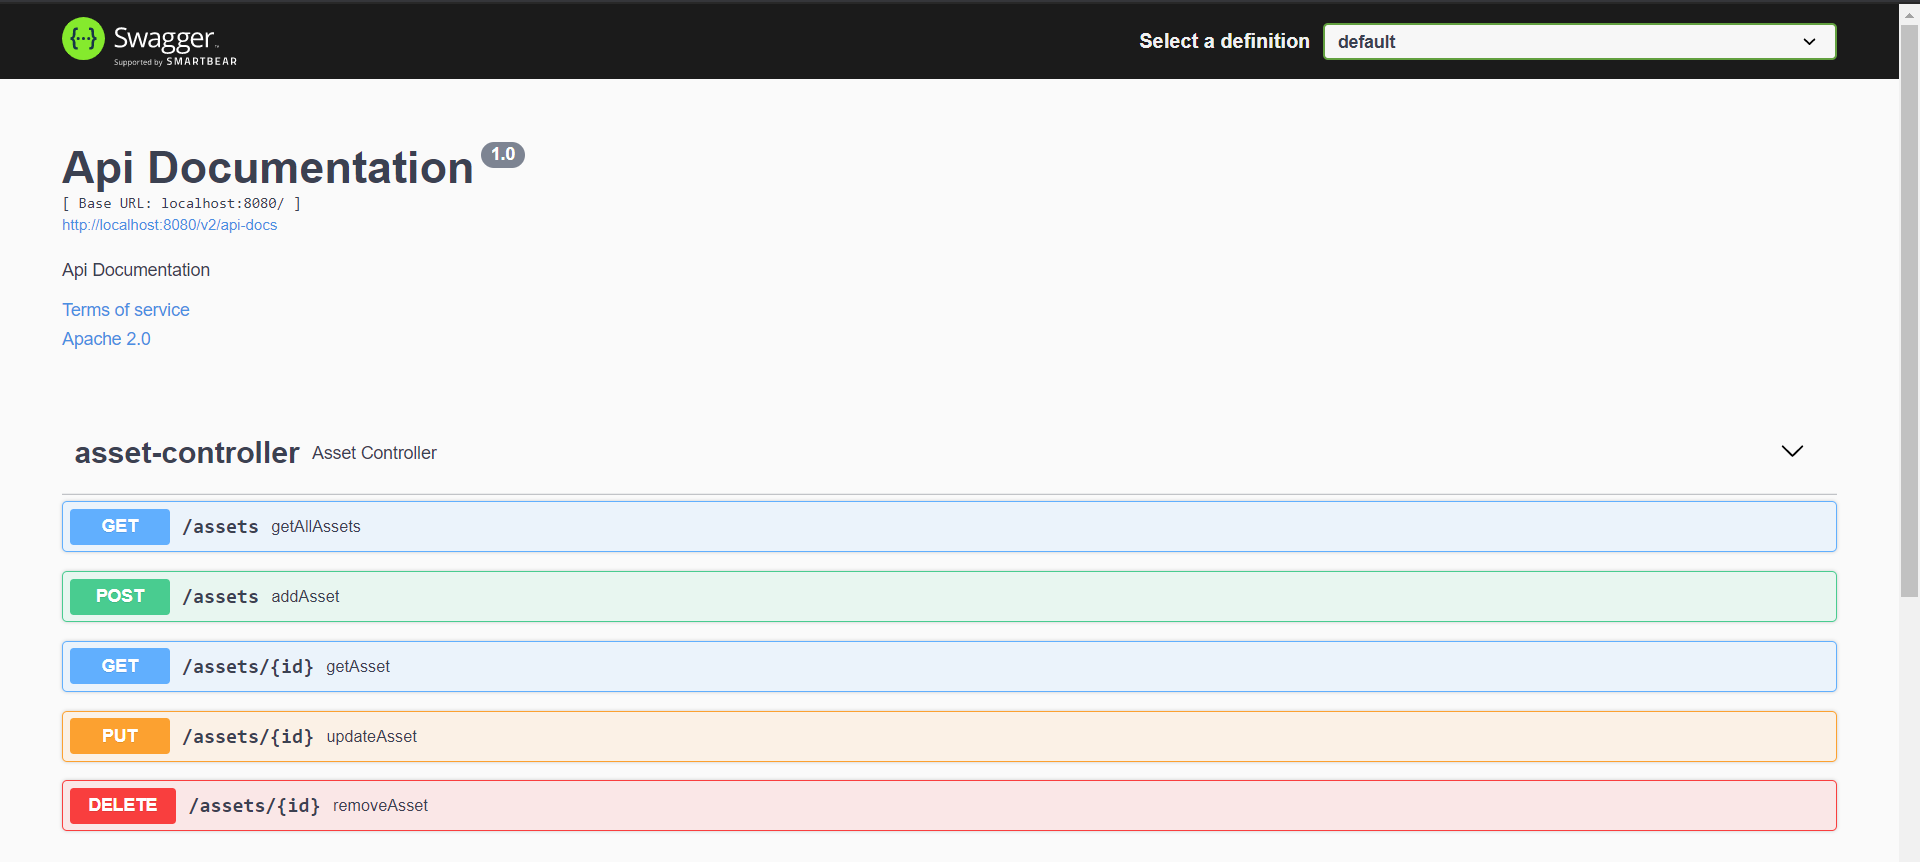 {···} Swagger™
Supported by SMARTBEAR
Select a definition default
Api Documentation 1.0
[ Base URL: localhost:8080/ ]
http://localhost:8080/v2/api-docs
Api Documentation
Terms of service
Apache 2.0
asset-controller Asset Controller
GET /assets getAllAssets
POST /assets addAsset
GET /assets/{id} getAsset
PUT /assets/{id} updateAsset
DELETE /assets/{id} removeAsset